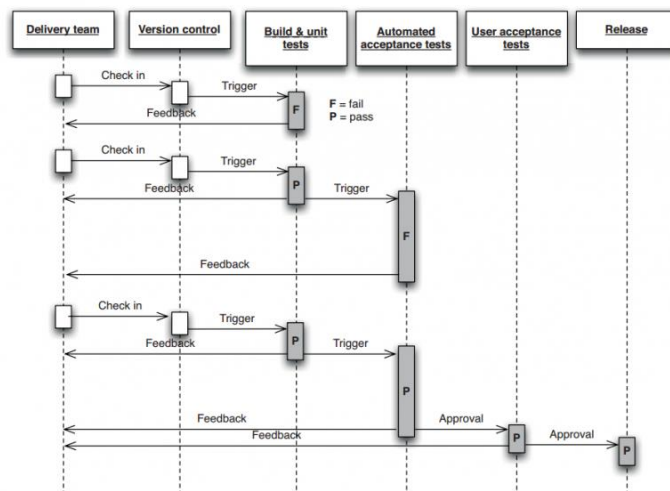 Delivery team
Version control
Build & unit
tests
Automated
acceptance tests
User acceptance
tests
Release
Check in
Trigger
Feedback
F
F = fail
P = pass
Check in
Trigger
Feedback
P
Trigger
F
Feedback
Check in
Trigger
Feedback
P
Trigger
P
Feedback
Approval
Feedback
P
Approval
P